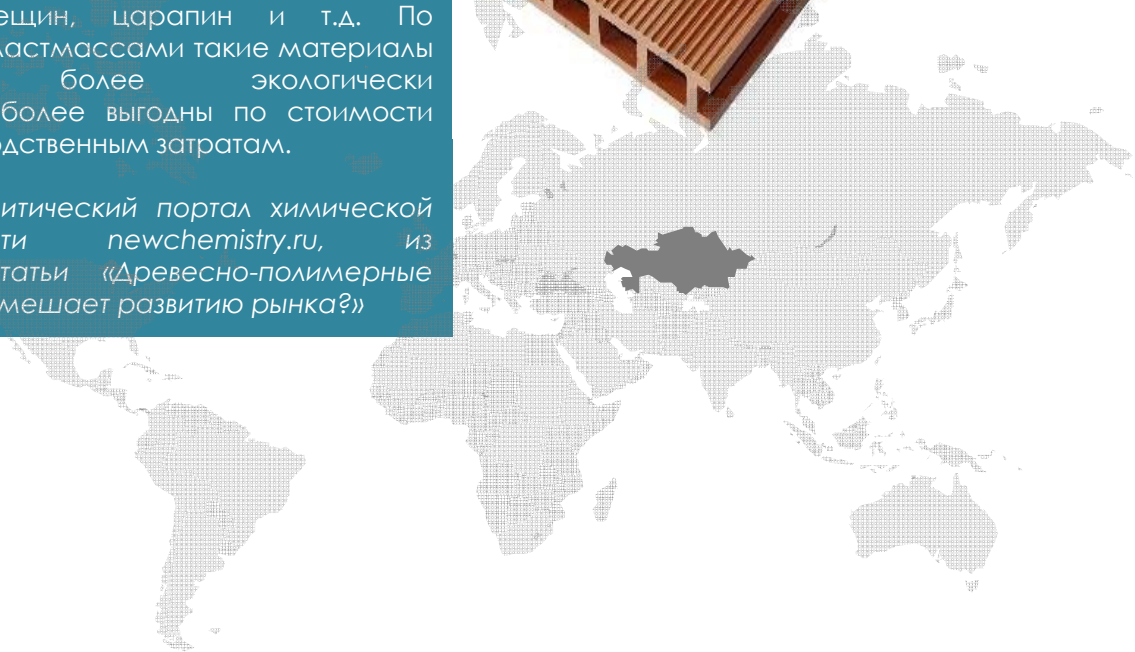 ещин, царапин и т.д. По
ластмассами такие материалы
более экологически
более выгодны по стоимости
дственным затратам.
итический портал химической
ти newchemistry.ru, из
татьи «Древесно-полимерные
мешает развитию рынка?»